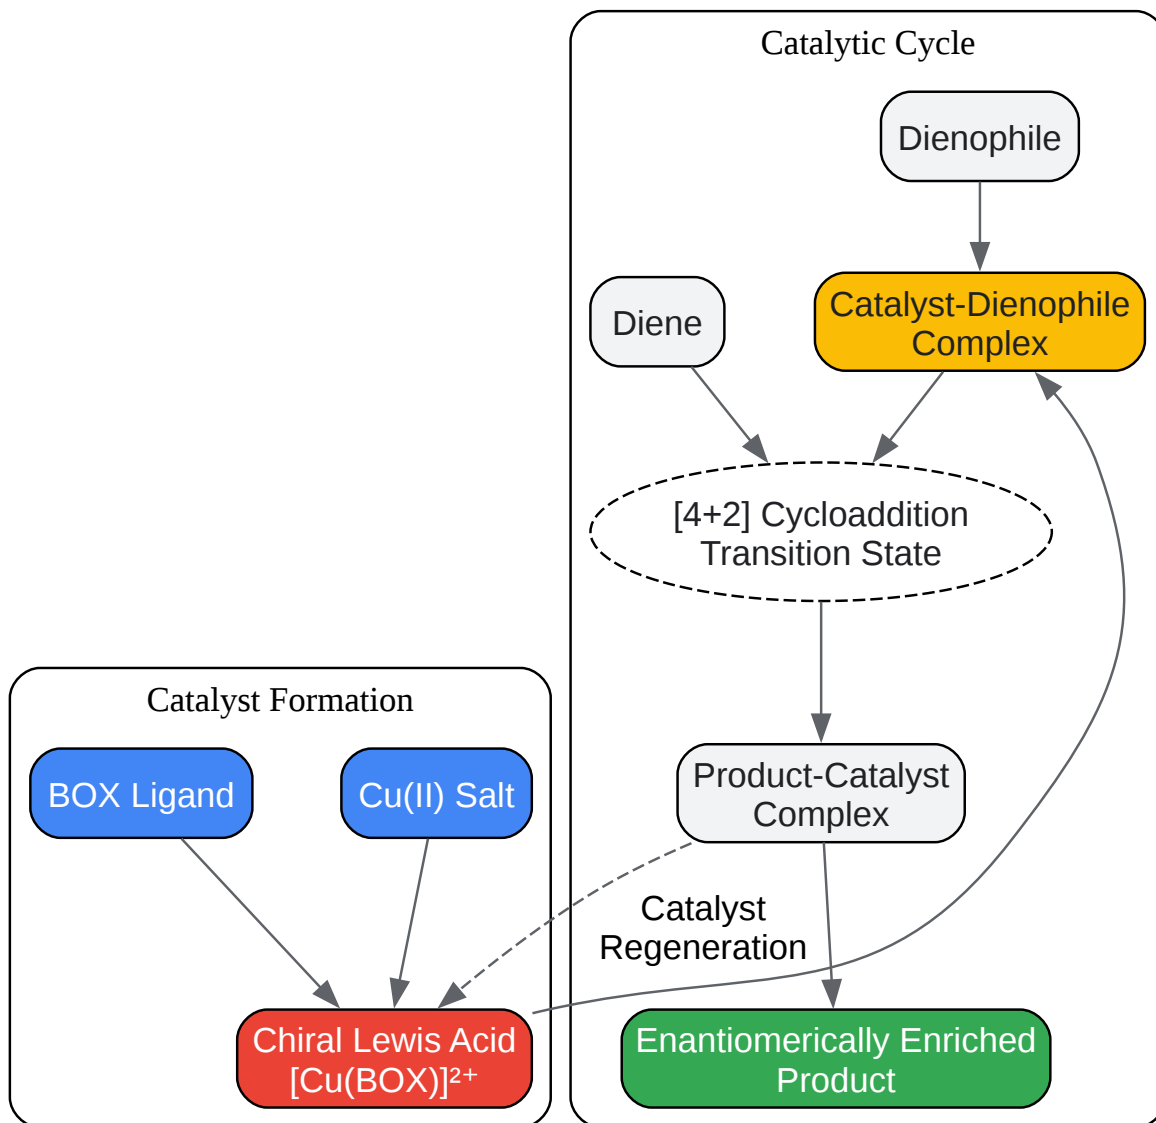 Catalytic Cycle
Dienophile
Catalyst-Dienophile
Complex
Diene
[4+2] Cycloaddition
Transition State
Catalyst Formation
BOX Ligand
Cu(II) Salt
Product-Catalyst
Complex
Catalyst
Regeneration
Chiral Lewis Acid
[Cu(BOX)]²⁺
Enantiomerically Enriched
Product